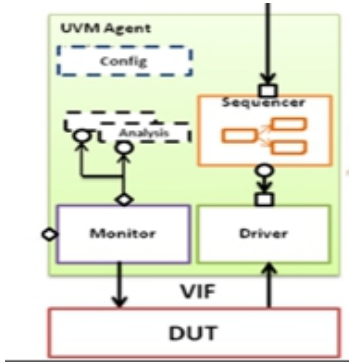 UVM Agent
Config
Sequencer
Analysis
Monitor
Driver
VIF
DUT